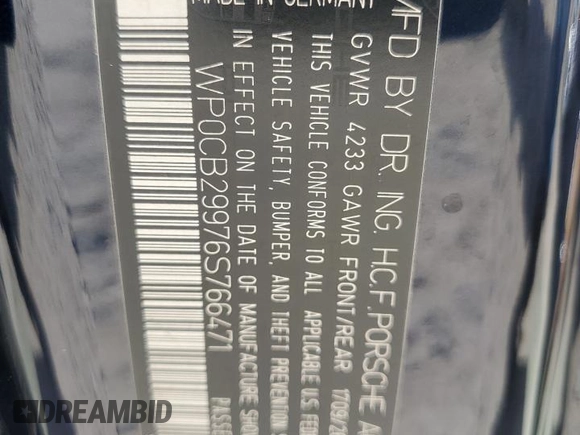 MFD BY DR. ING. H.C.F. PORSCHE
GVWR 4233 GAWR FRONT/REAR
THIS VEHICLE CONFORMS TO ALL APPLICABLE U.S.
VEHICLE SAFETY, BUMPER, AND THEFT PREVENTION
IN EFFECT ON THE DATE OF MANUFACTURE
WP0CB29976S766471
MADE IN GERMANY
DREAMBID